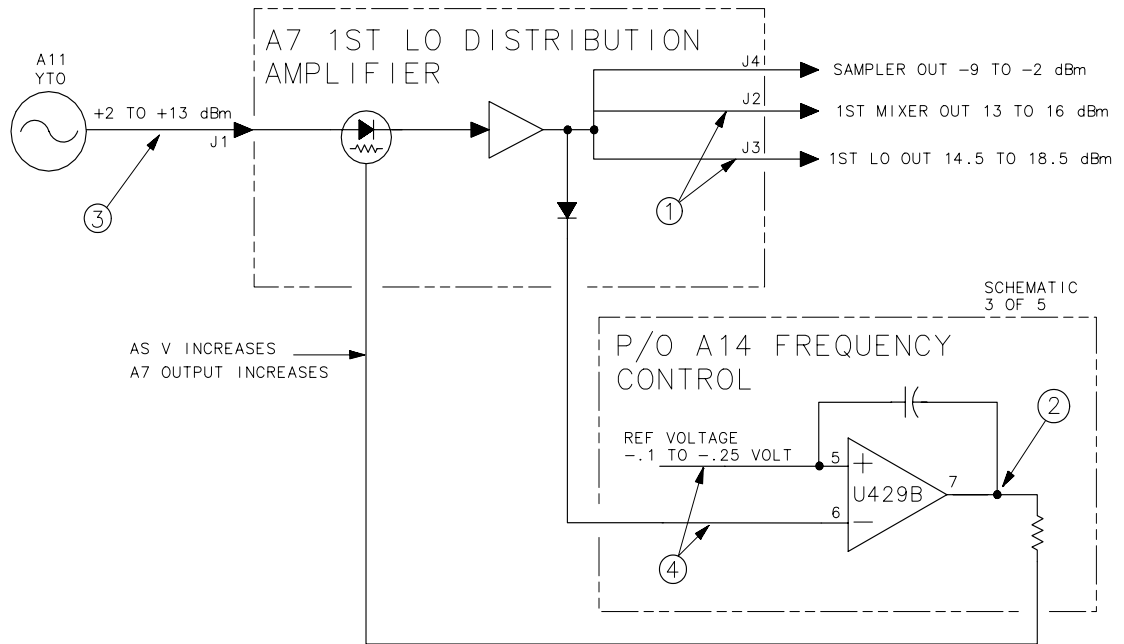 A7 1ST LO DISTRIBUTION
AMPLIFIER
A11
YTO
+2 TO +13 dBm
J1
J4
SAMPLER OUT -9 TO -2 dBm
J2
1ST MIXER OUT 13 TO 16 dBm
J3
1ST LO OUT 14.5 TO 18.5 dBm
3
1
SCHEMATIC
3 OF 5
AS V INCREASES
A7 OUTPUT INCREASES
P/O A14 FREQUENCY
CONTROL
2
REF VOLTAGE
-.1 TO -.25 VOLT
5
+
U429B
7
6
-
4